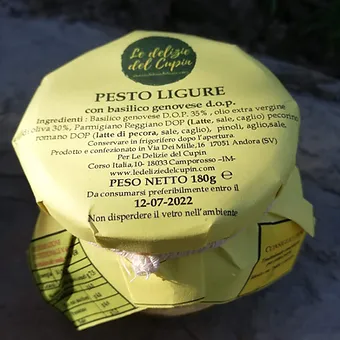 Le delizie
del Cupin
PESTO LIGURE
con basilico genovese d.o.p.
Ingredienti : Basilico genovese D.O.P. 35% , olio extra vergine
oliva 30%, Parmigiano Reggiano DOP (Latte, sale, caglio) pecorino
romano DOP (latte di pecora, sale, caglio), pinoli, aglio,sale.
Conservare in frigorifero dopo l'apertura
Prodotto e confezionato in Via Dei Mille,16 17051 Andora (SV)
Per Le Delizie del Cupin
Corso Italia,10- 18033 Camporosso -IM-
www.ledeliziedelcupin.com
PESO NETTO 180g e
Da consumarsi preferibilmente entro il
12-07-2022
Non disperdere il vetro nell'ambiente